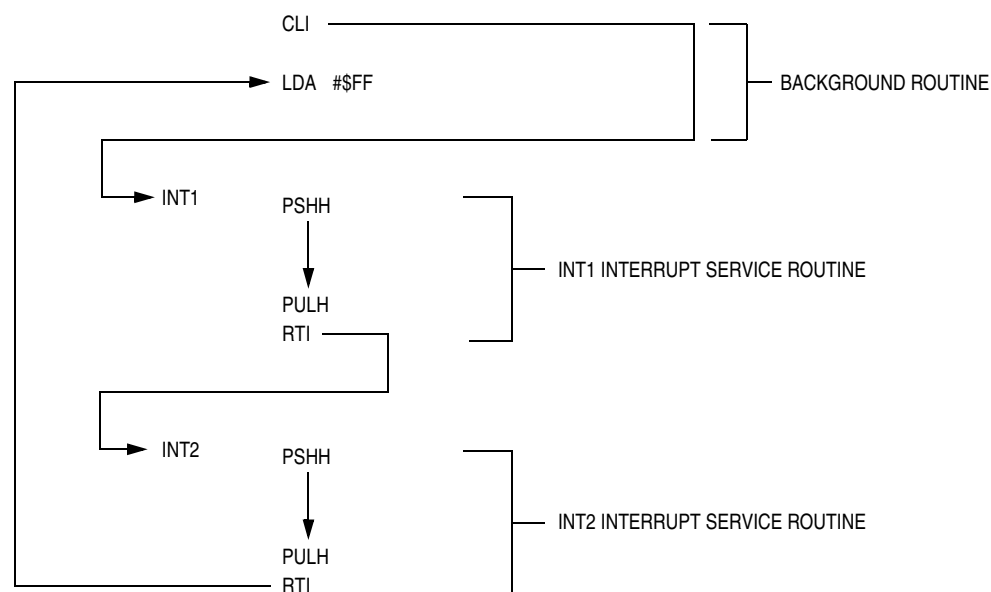 CLI
LDA #$FF
BACKGROUND ROUTINE
INT1
PSHH
INT1 INTERRUPT SERVICE ROUTINE
PULH
RTI
INT2
PSHH
INT2 INTERRUPT SERVICE ROUTINE
PULH
RTI